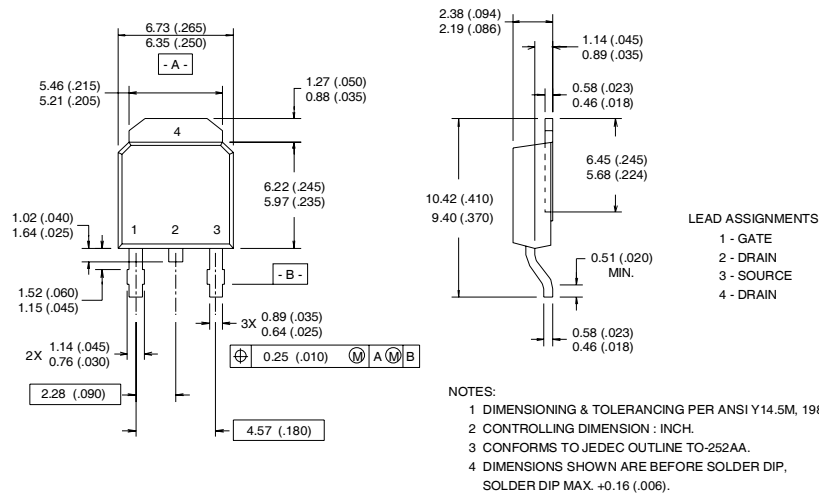 6.73 (.265)
6.35 (.250)
- A -
5.46 (.215)
5.21 (.205)
1.27 (.050)
0.88 (.035)
4
6.22 (.245)
5.97 (.235)
1.02 (.040)
1.64 (.025)
1 2 3
1.52 (.060)
1.15 (.045)
- B -
3X 0.89 (.035)
0.64 (.025)
2X 1.14 (.045)
0.76 (.030)
⌖ 0.25 (.010) Ⓜ A Ⓜ B
2.28 (.090)
4.57 (.180)
2.38 (.094)
2.19 (.086)
1.14 (.045)
0.89 (.035)
0.58 (.023)
0.46 (.018)
6.45 (.245)
5.68 (.224)
10.42 (.410)
9.40 (.370)
0.51 (.020)
MIN.
0.58 (.023)
0.46 (.018)
LEAD ASSIGNMENTS
1 - GATE
2 - DRAIN
3 - SOURCE
4 - DRAIN
NOTES:
1 DIMENSIONING & TOLERANCING PER ANSI Y14.5M,
2 CONTROLLING DIMENSION : INCH.
3 CONFORMS TO JEDEC OUTLINE TO-252AA.
4 DIMENSIONS SHOWN ARE BEFORE SOLDER DIP,
SOLDER DIP MAX. +0.16 (.006).